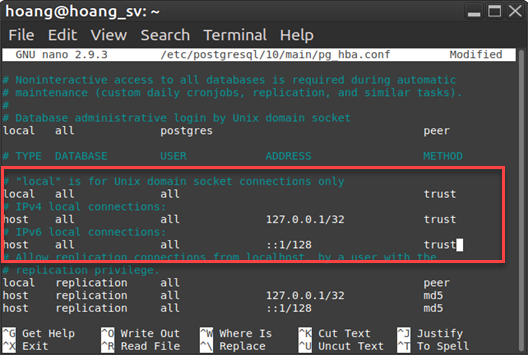 hoang@hoang_sv: ~
File Edit View Search Terminal Help
GNU nano 2.9.3 /etc/postgresql/10/main/pg_hba.conf Modified
# Noninteractive access to all databases is required during automatic
# maintenance (custom daily cronjobs, replication, and similar tasks).
#
# Database administrative login by Unix domain socket
local all postgres peer
# TYPE DATABASE USER ADDRESS METHOD
# "local" is for Unix domain socket connections only
local all all trust
# IPv4 local connections:
host all all 127.0.0.1/32 trust
# IPv6 local connections:
host all all ::1/128 trust
# Allow replication connections from localhost, by a user with the
# replication privilege.
local replication all peer
host replication all 127.0.0.1/32 md5
host replication all ::1/128 md5
^G Get Help ^O Write Out ^W Where Is ^K Cut Text ^J Justify
^X Exit ^R Read File ^\ Replace ^U Uncut Text ^T To Spell